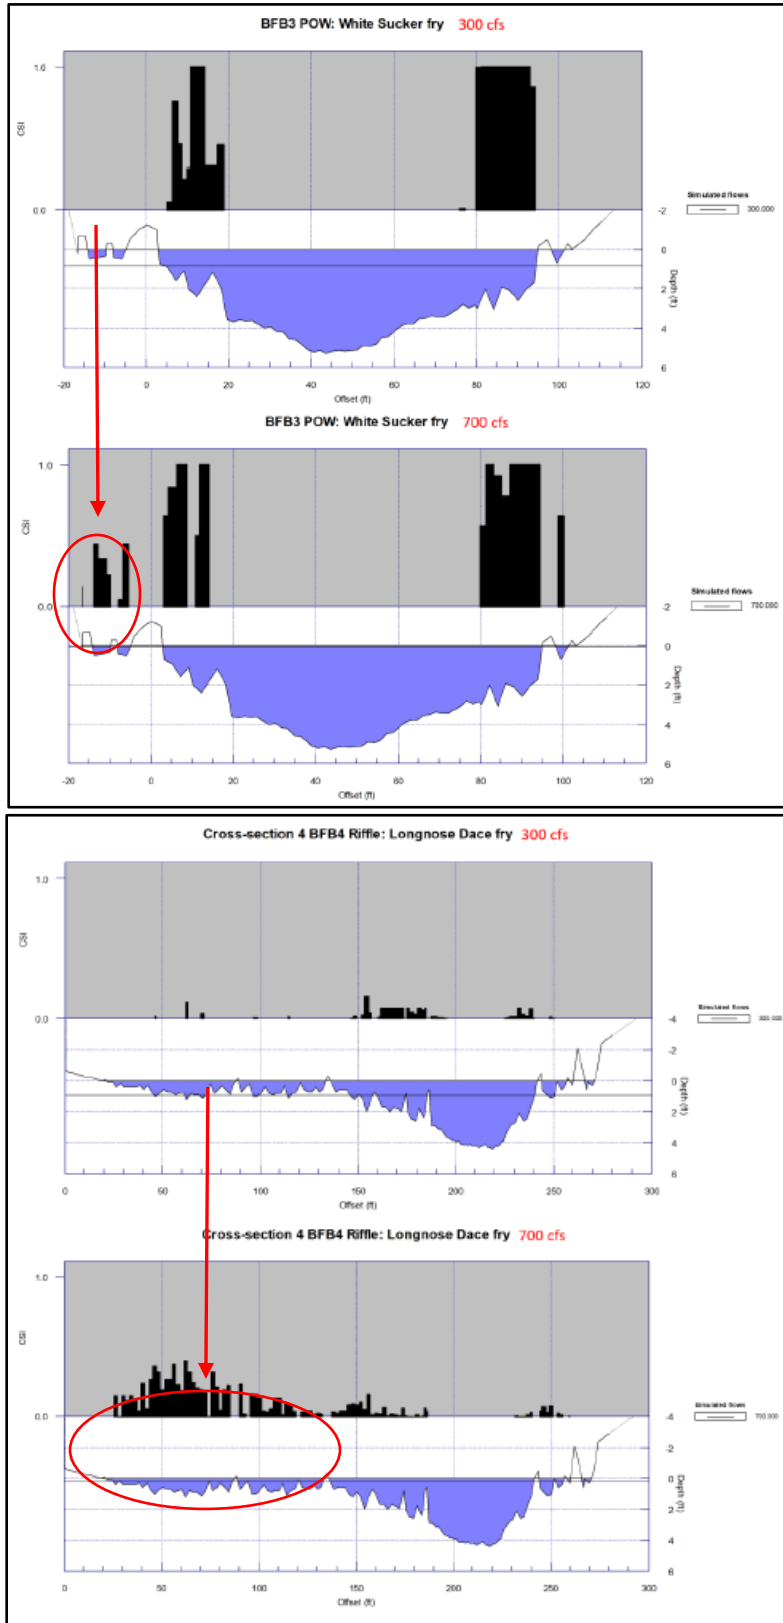 BFB3 POW: White Sucker fry 300 cfs
1.0
CSI
0.0
-2
0
2
4
6
Depth (ft)
Simulated flows
300.000
-20 0 20 40 60 80 100 120
Offset (ft)
BFB3 POW: White Sucker fry 700 cfs
1.0
CSI
0.0
-2
0
2
4
6
Depth (ft)
Simulated flows
700.000
-20 0 20 40 60 80 100 120
Offset (ft)
Cross-section 4 BFB4 Riffle: Longnose Dace fry 300 cfs
1.0
CSI
0.0
-4
-2
0
2
4
6
Depth (ft)
Simulated flows
300.000
0 50 100 150 200 250 300
Offset (ft)
Cross-section 4 BFB4 Riffle: Longnose Dace fry 700 cfs
1.0
CSI
0.0
-4
-2
0
2
4
6
Depth (ft)
Simulated flows
700.000
0 50 100 150 200 250 300
Offset (ft)